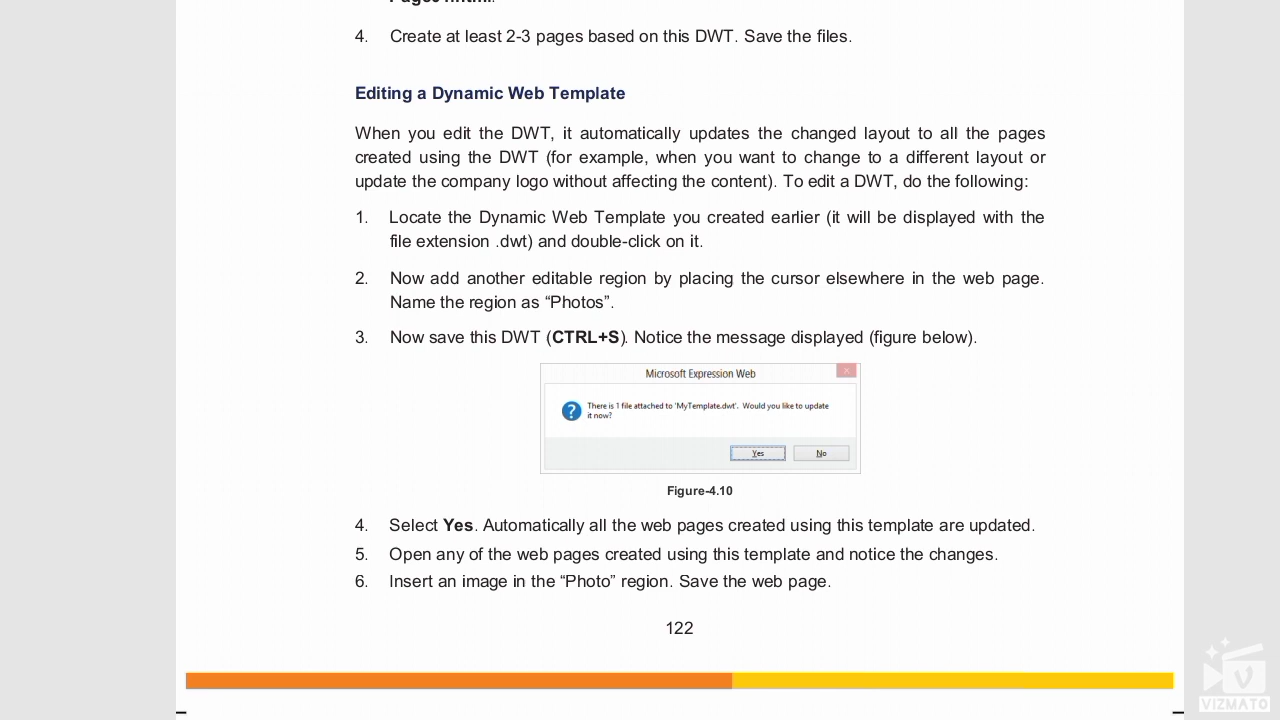 4. Create at least 2-3 pages based on this DWT. Save the files.
Editing a Dynamic Web Template
When you edit the DWT, it automatically updates the changed layout to all the pages
created using the DWT (for example, when you want to change to a different layout or
update the company logo without affecting the content). To edit a DWT, do the following:
1. Locate the Dynamic Web Template you created earlier (it will be displayed with the
file extension .dwt) and double-click on it.
2. Now add another editable region by placing the cursor elsewhere in the web page.
Name the region as “Photos”.
3. Now save this DWT (CTRL+S). Notice the message displayed (figure below).
Microsoft Expression Web
There is 1 file attached to 'MyTemplate.dwt'. Would you like to update
it now?
Yes No
Figure-4.10
4. Select Yes. Automatically all the web pages created using this template are updated.
5. Open any of the web pages created using this template and notice the changes.
6. Insert an image in the “Photo” region. Save the web page.
122
VIZMATO